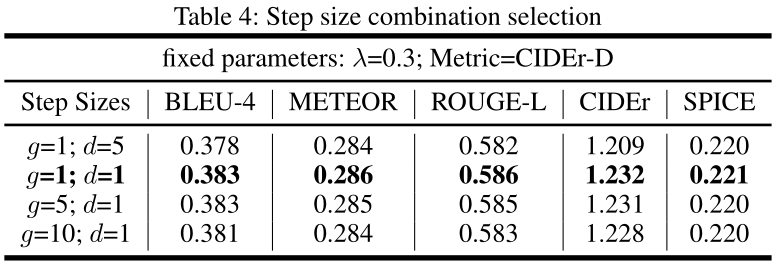 Table 4: Step size combination selection
fixed parameters: λ=0.3; Metric=CIDEr-D
Step Sizes BLEU-4 METEOR ROUGE-L CIDEr SPICE
g=1; d=5 0.378 0.284 0.582 1.209 0.220
g=1; d=1 0.383 0.286 0.586 1.232 0.221
g=5; d=1 0.383 0.285 0.585 1.231 0.220
g=10; d=1 0.381 0.284 0.583 1.228 0.220